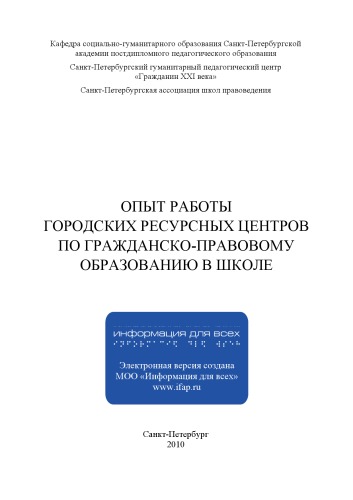 Кафедра социально-гуманитарного образования Санкт-Петербургской
академии постдипломного педагогического образования
Санкт-Петербургский гуманитарный педагогический центр
«Гражданин XXI века»
Санкт-Петербургская ассоциация школ правоведения
ОПЫТ РАБОТЫ
ГОРОДСКИХ РЕСУРСНЫХ ЦЕНТРОВ
ПО ГРАЖДАНСКО-ПРАВОВОМУ
ОБРАЗОВАНИЮ В ШКОЛЕ
информация для всех
Электронная версия создана
МОО «Информация для всех»
www.ifap.ru
Санкт-Петербург
2010